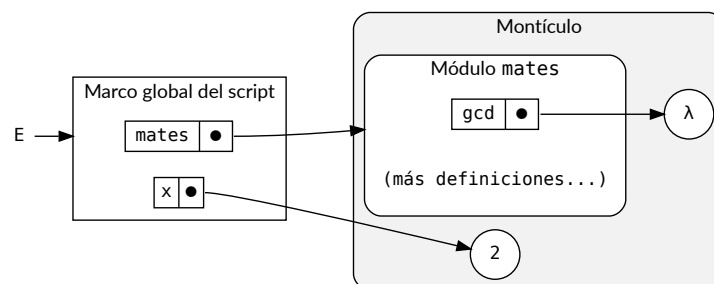 Montículo
Módulo mates
Marco global del script
gcd
λ
E
mates
(más definiciones...)
x
2